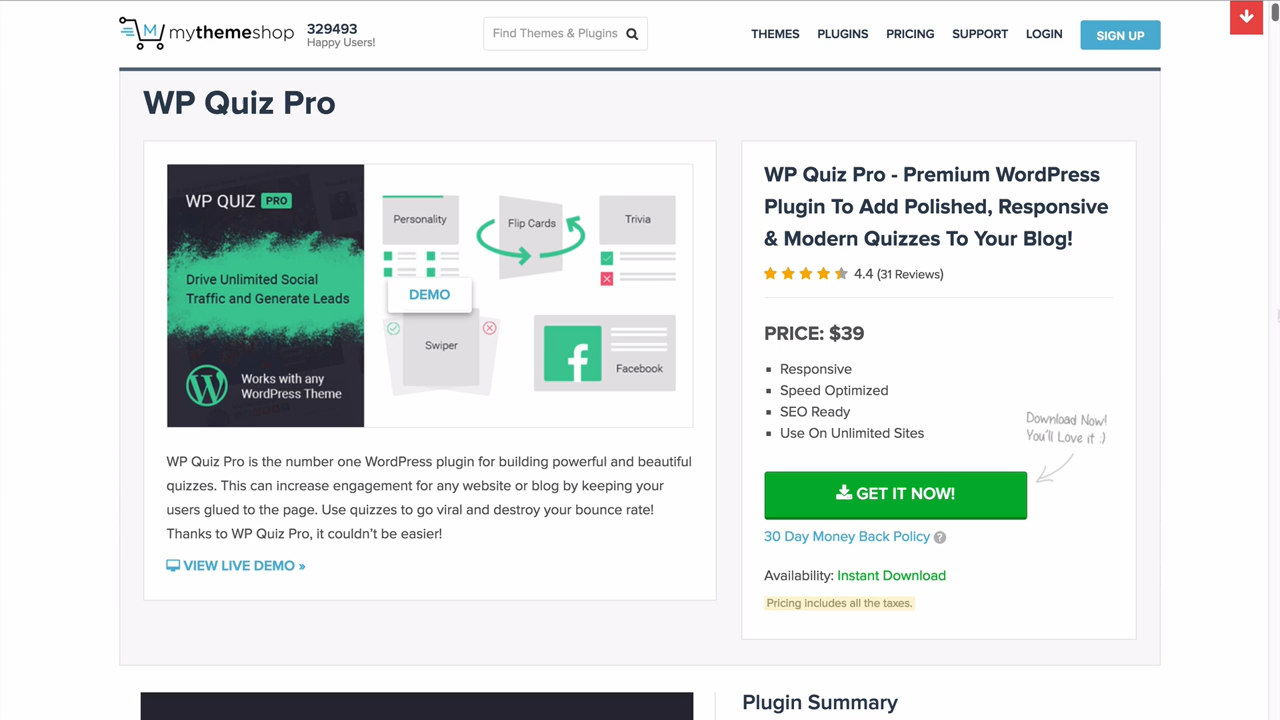 mythemeshop
329493
Happy Users!
Find Themes & Plugins
THEMES PLUGINS PRICING SUPPORT LOGIN SIGN UP
WP Quiz Pro
WP QUIZ PRO
Drive Unlimited Social
Traffic and Generate Leads
Works with any
WordPress Theme
Personality
Flip Cards
Trivia
DEMO
Swiper
Facebook
WP Quiz Pro is the number one WordPress plugin for building powerful and beautiful
quizzes. This can increase engagement for any website or blog by keeping your
users glued to the page. Use quizzes to go viral and destroy your bounce rate!
Thanks to WP Quiz Pro, it couldn't be easier!
VIEW LIVE DEMO »
WP Quiz Pro - Premium WordPress
Plugin To Add Polished, Responsive
& Modern Quizzes To Your Blog!
4.4 (31 Reviews)
PRICE: $39
Responsive
Speed Optimized
SEO Ready
Use On Unlimited Sites
Download Now!
You'll Love it :)
GET IT NOW!
30 Day Money Back Policy ?
Availability: Instant Download
Pricing includes all the taxes.
Plugin Summary